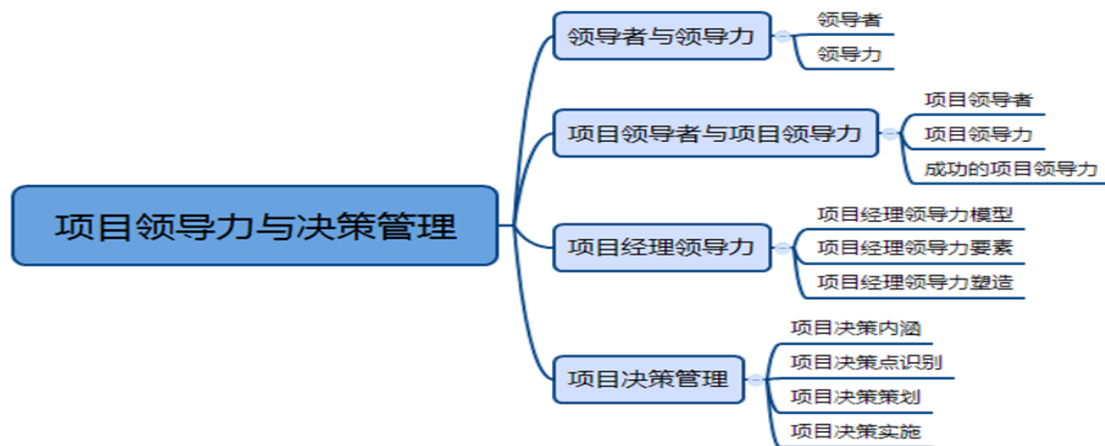 项目领导力与决策管理
领导者与领导力
领导者
领导力
项目领导者与项目领导力
项目领导者
项目领导力
成功的项目领导力
项目经理领导力
项目经理领导力模型
项目经理领导力要素
项目经理领导力塑造
项目决策管理
项目决策内涵
项目决策点识别
项目决策策划
项目决策实施